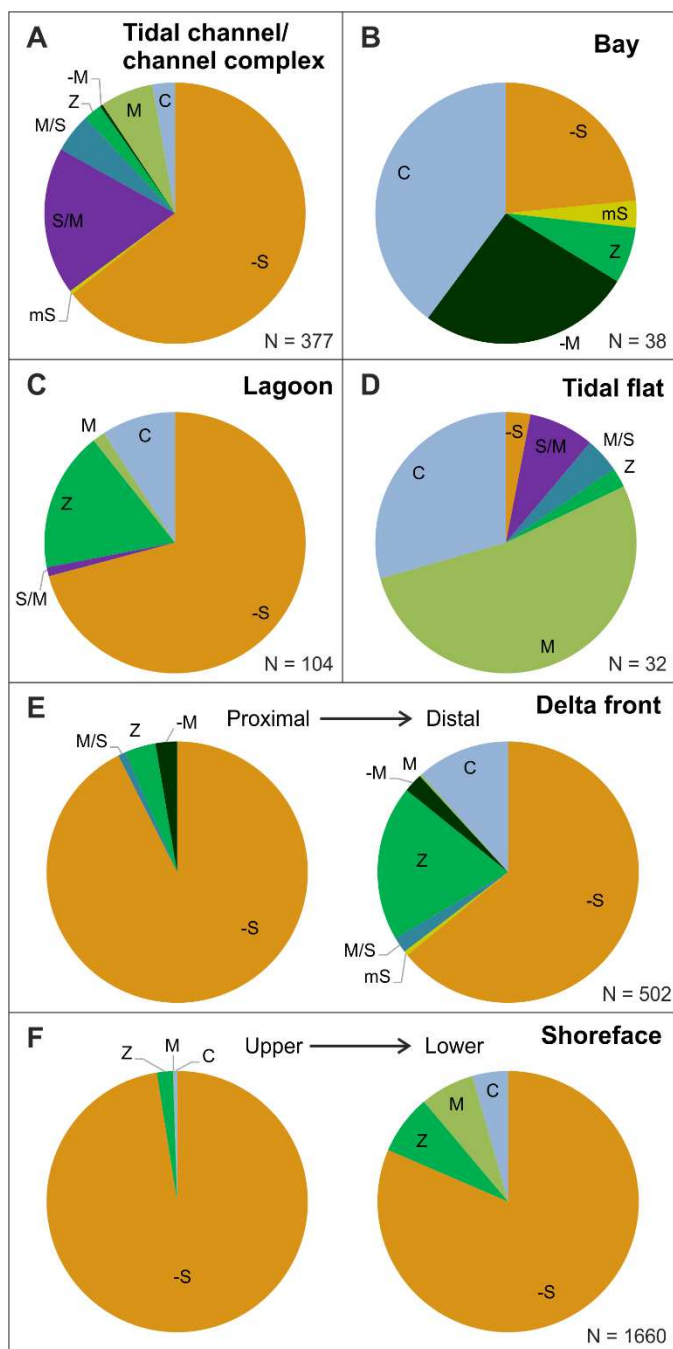 A
Tidal channel/
channel complex
-M
Z
M
C
M/S
S/M
-S
mS
N = 377
B
Bay
C
-S
mS
Z
-M
N = 38
C
Lagoon
M
C
Z
S/M
-S
N = 104
D
Tidal flat
-S
S/M
M/S
Z
C
M
N = 32
E
Proximal
Distal
Delta front
M/S
Z
-M
-S
-M
M
C
Z
-S
M/S
mS
N = 502
F
Upper
Lower
Shoreface
Z
M
C
-S
Z
M
C
-S
N = 1660